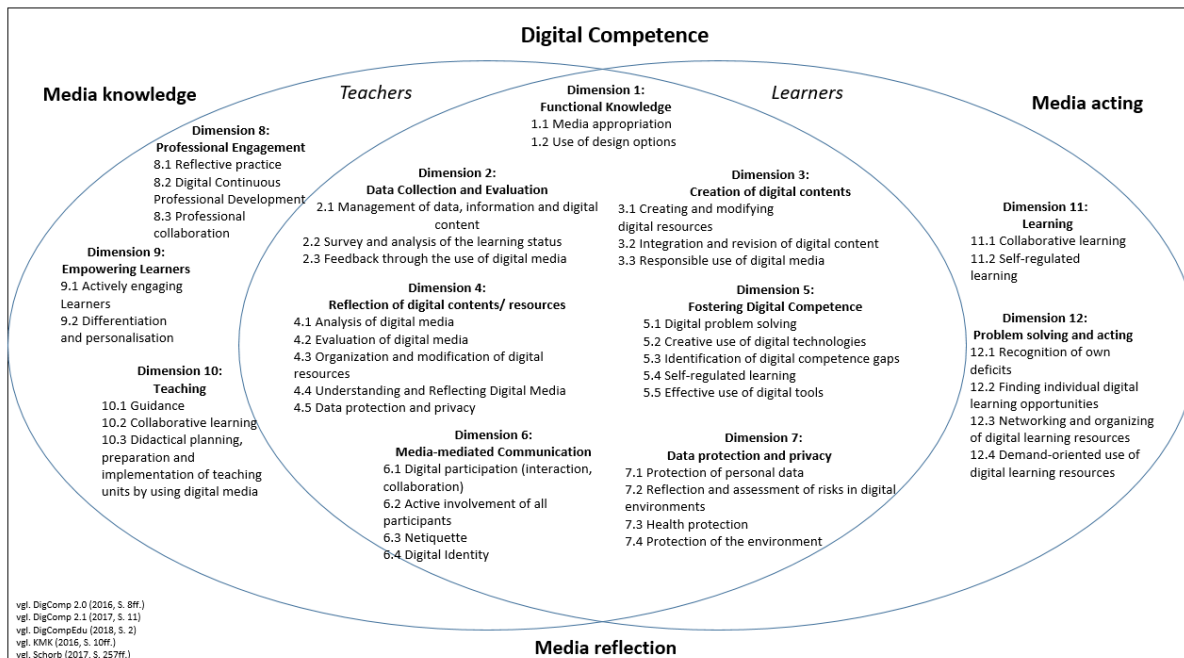 Digital Competence
Media knowledge
Teachers
Learners
Media acting
Dimension 1:
Functional Knowledge
1.1 Media appropriation
1.2 Use of design options
Dimension 8:
Professional Engagement
8.1 Reflective practice
8.2 Digital Continuous
Professional Development
8.3 Professional
collaboration
Dimension 2:
Data Collection and Evaluation
2.1 Management of data, information and digital
content
2.2 Survey and analysis of the learning status
2.3 Feedback through the use of digital media
Dimension 3:
Creation of digital contents
3.1 Creating and modifying
digital resources
3.2 Integration and revision of digital content
3.3 Responsible use of digital media
Dimension 11:
Learning
11.1 Collaborative learning
11.2 Self-regulated
learning
Dimension 9:
Empowering Learners
9.1 Actively engaging
Learners
9.2 Differentiation
and personalisation
Dimension 4:
Reflection of digital contents/ resources
4.1 Analysis of digital media
4.2 Evaluation of digital media
4.3 Organization and modification of digital
resources
4.4 Understanding and Reflecting Digital Media
4.5 Data protection and privacy
Dimension 5:
Fostering Digital Competence
5.1 Digital problem solving
5.2 Creative use of digital technologies
5.3 Identification of digital competence gaps
5.4 Self-regulated learning
5.5 Effective use of digital tools
Dimension 12:
Problem solving and acting
12.1 Recognition of own
deficits
12.2 Finding individual digital
learning opportunities
12.3 Networking and organizing
of digital learning resources
12.4 Demand-oriented use of
digital learning resources
Dimension 10:
Teaching
10.1 Guidance
10.2 Collaborative learning
10.3 Didactical planning,
preparation and
implementation of teaching
units by using digital media
Dimension 6:
Media-mediated Communication
6.1 Digital participation (interaction,
collaboration)
6.2 Active involvement of all
participants
6.3 Netiquette
6.4 Digital Identity
Dimension 7:
Data protection and privacy
7.1 Protection of personal data
7.2 Reflection and assessment of risks in digital
environments
7.3 Health protection
7.4 Protection of the environment
vgl. DigComp 2.0 (2016, S. 8ff.)
vgl. DigComp 2.1 (2017, S. 11)
vgl. DigCompEdu (2018, S. 2)
vgl. KMK (2016, S. 10ff.)
vgl. Schorb (2017, S. 257ff.)
Media reflection